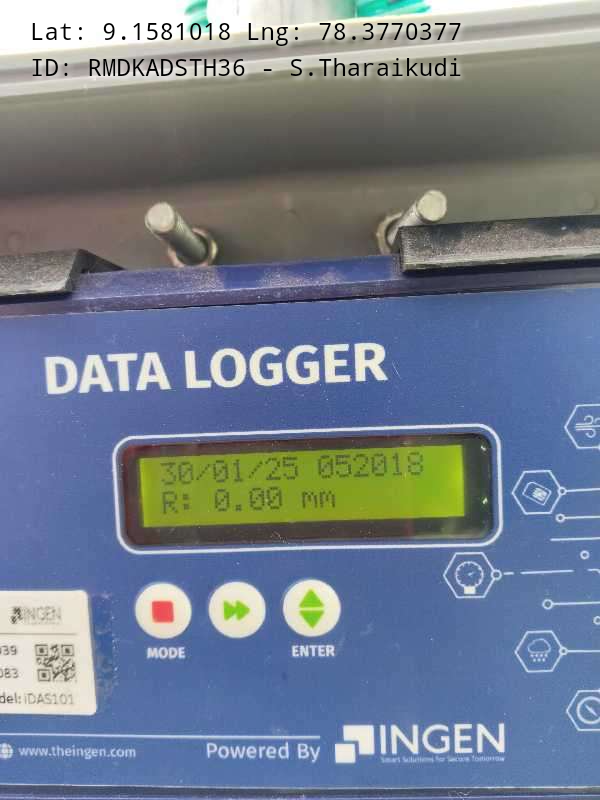 Lat: 9.1581018 Lng: 78.3770377
ID: RMDKADSTH36 - S.Tharaikudi
DATA LOGGER
30/01/25 052018
R: 0.00 mm
MODE
ENTER
INGEN
039
083
del: iDAS101
www.theingen.com
Powered By
INGEN
Smart Solutions for Secure Tomorrow